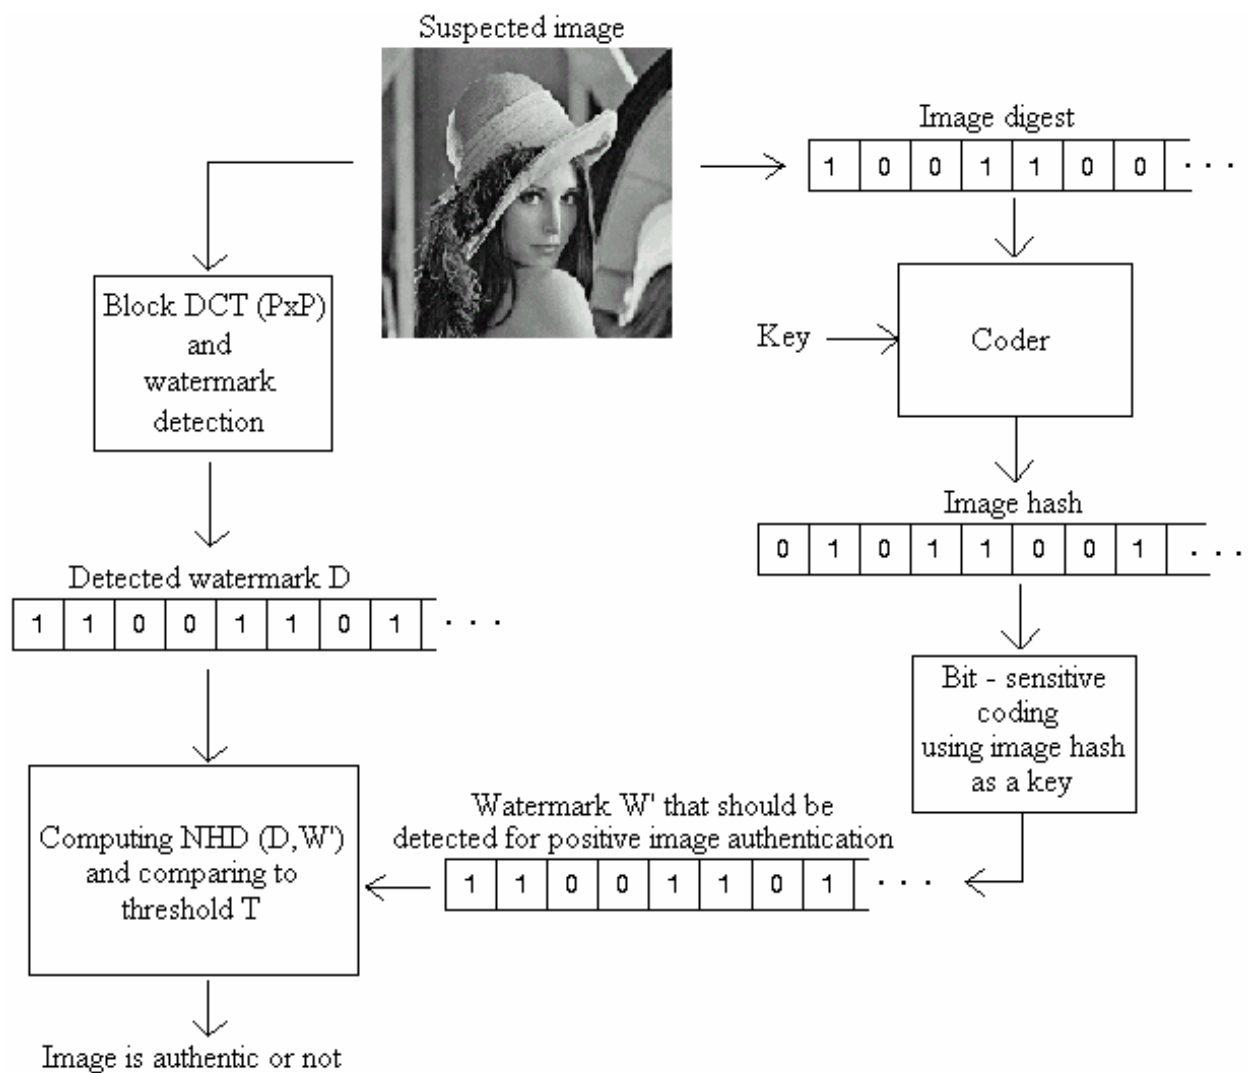 Suspected image
Image digest
1 0 0 1 1 0 0 . . .
Block DCT (PxP)
and
watermark
detection
Key
Coder
Image hash
0 1 0 1 1 0 0 1 . . .
Detected watermark D
1 1 0 0 1 1 0 1 . . .
Bit - sensitive
coding
using image hash
as a key
Watermark W' that should be
detected for positive image authentication
1 1 0 0 1 1 0 1 . . .
Computing NHD (D,W')
and comparing to
threshold T
Image is authentic or not